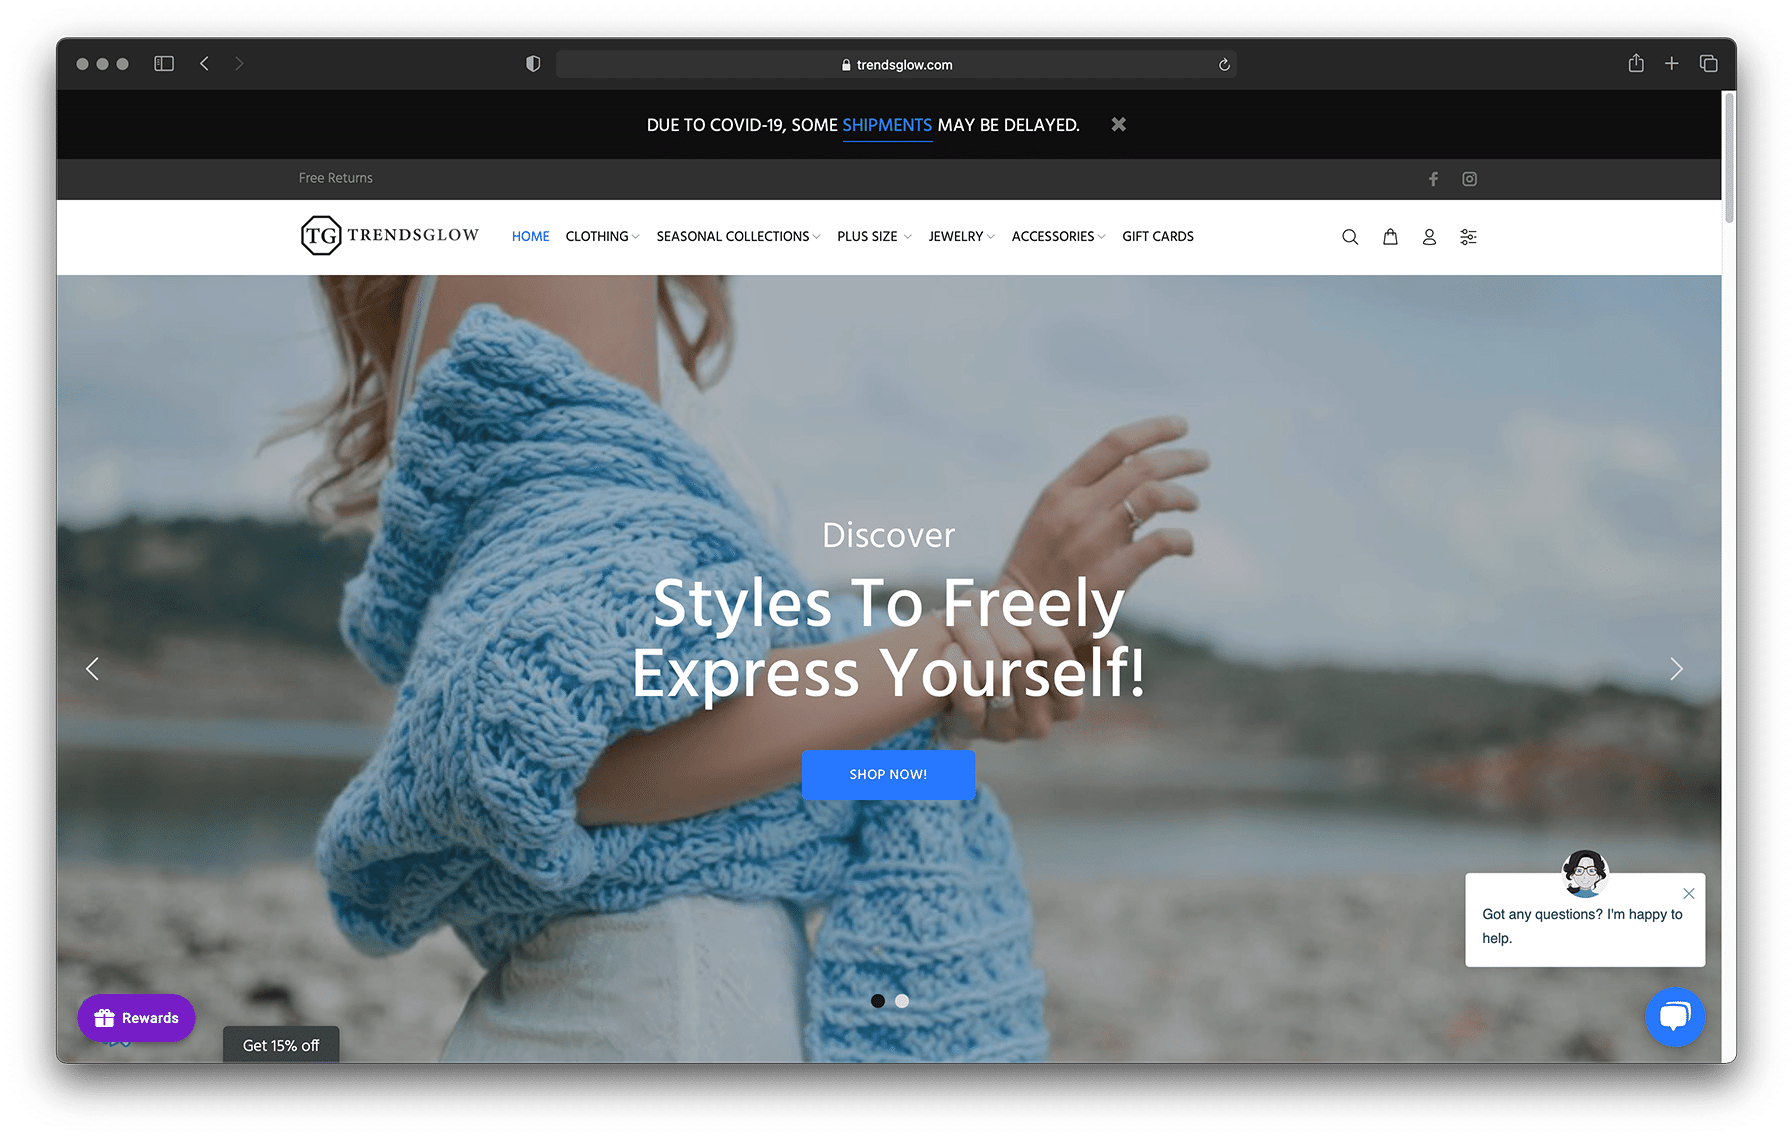 trendsglow.com
DUE TO COVID-19, SOME SHIPMENTS MAY BE DELAYED.
Free Returns
TG TRENDSGLOW HOME CLOTHING SEASONAL COLLECTIONS PLUS SIZE JEWELRY ACCESSORIES GIFT CARDS
Discover
Styles To Freely
Express Yourself!
SHOP NOW!
Got any questions? I'm happy to
help.
Rewards
Get 15% off